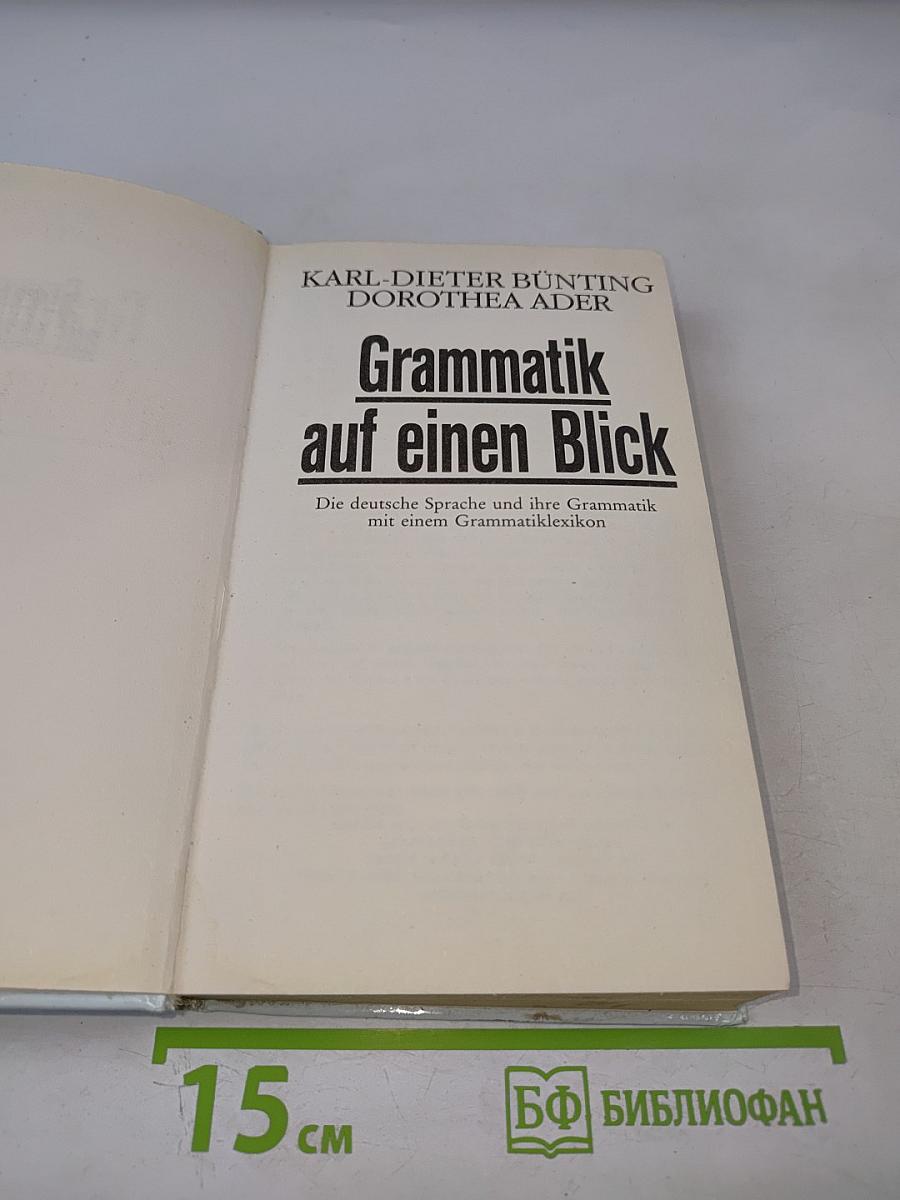 KARL-DIETER BÜNTING
DOROTHEA ADER
Grammatik
auf einen Blick
Die deutsche Sprache und ihre Grammatik
mit einem Grammatiklexikon
15 см
БФ БИБЛИОФАН